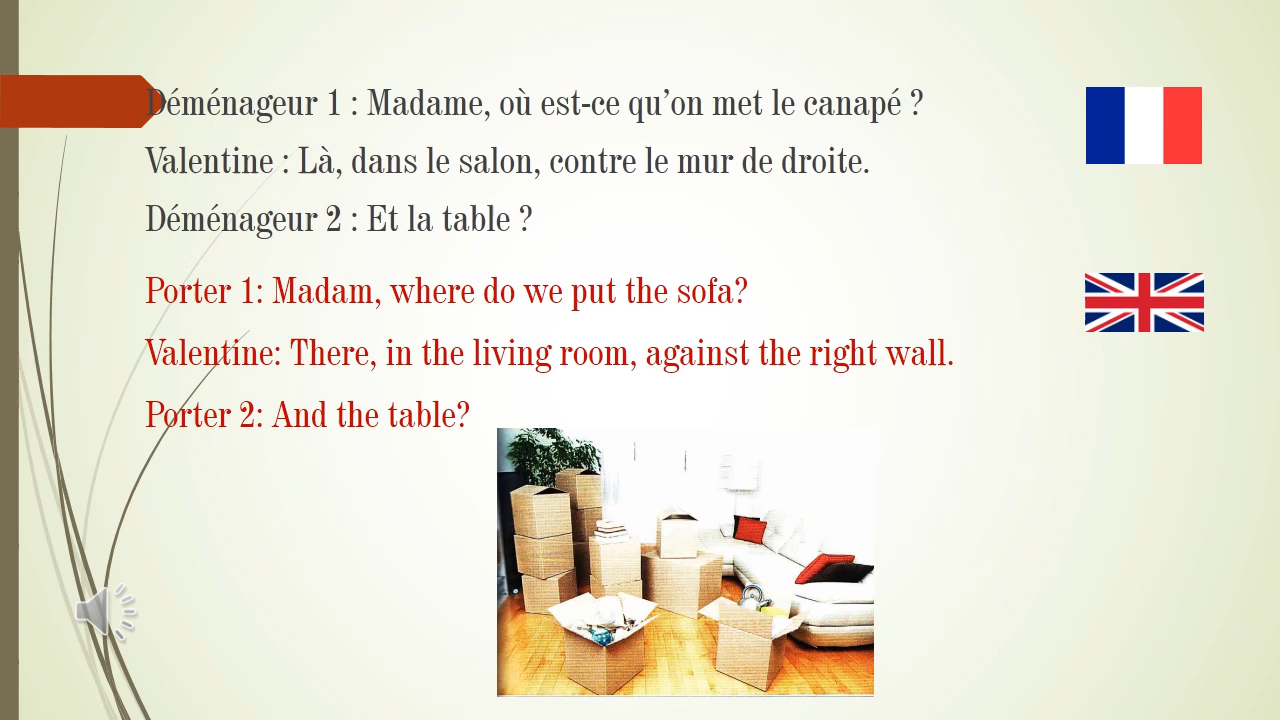 Déménageur 1 : Madame, où est-ce qu’on met le canapé ?
Valentine : Là, dans le salon, contre le mur de droite.
Déménageur 2 : Et la table ?
Porter 1: Madam, where do we put the sofa?
Valentine: There, in the living room, against the right wall.
Porter 2: And the table?